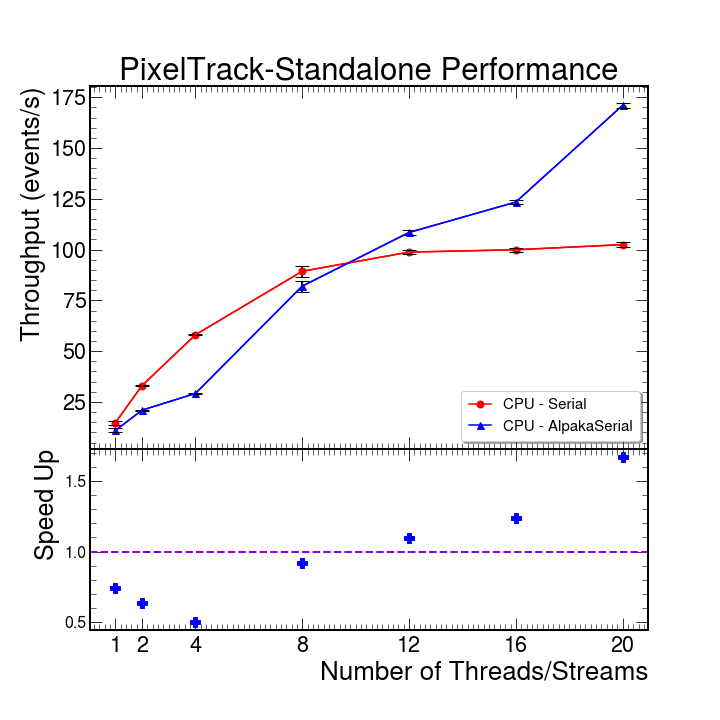 PixelTrack-Standalone Performance
Throughput (events/s)
175
150
125
100
75
50
25
CPU - Serial
CPU - AlpakaSerial
Speed Up
1.5
1.0
0.5
1 2 4 8 12 16 20
Number of Threads/Streams